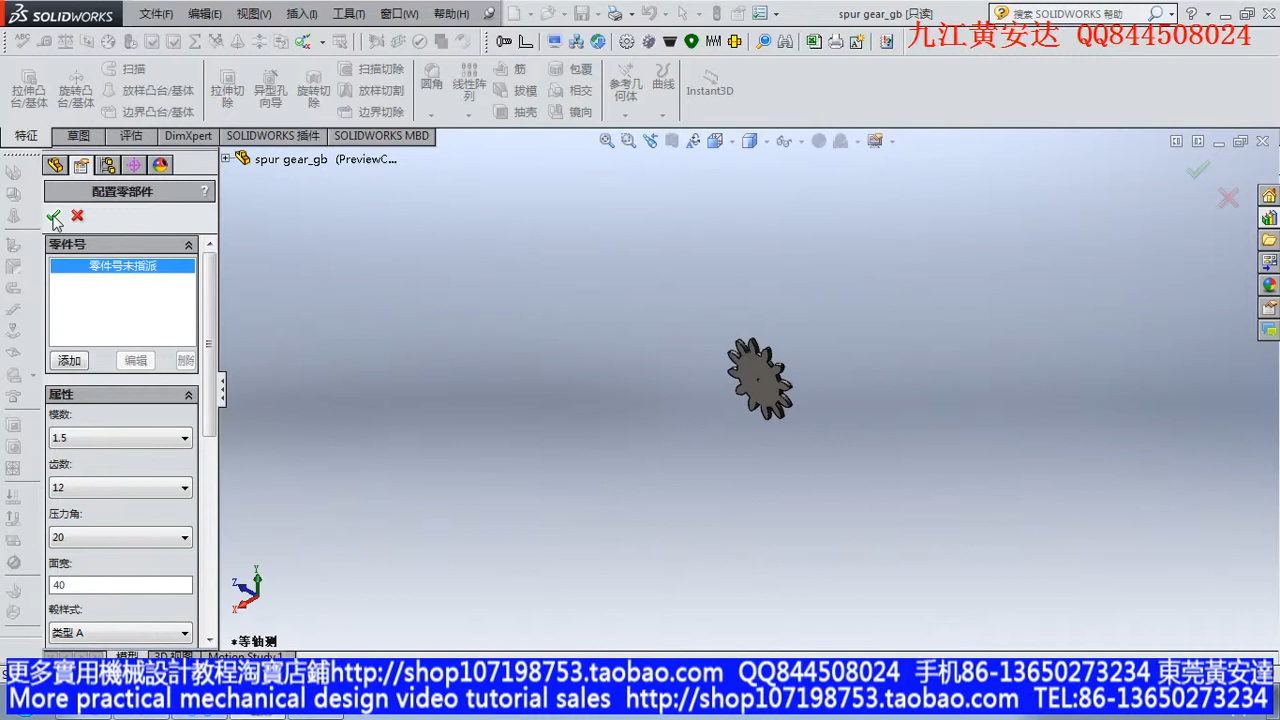 SOLIDWORKS
文件(F) 编辑(E) 视图(V) 插入(I) 工具(T) 窗口(W) 帮助(H)
spur gear_gb [只读]
搜索 SOLIDWORKS 帮助
九江黄安达 QQ844508024
拉伸凸台/基体
旋转凸台/基体
扫描
放样凸台/基体
边界凸台/基体
拉伸切除
异型孔向导
旋转切除
扫描切除
放样切割
边界切除
圆角
线性阵列
筋
拔模
抽壳
包覆
相交
镜向
参考几何体
曲线
Instant3D
特征 草图 评估 DimXpert SOLIDWORKS 插件 SOLIDWORKS MBD
spur gear_gb (PreviewC...
配置零部件 ?
零件号
零件号未指派
添加 编辑 删除
属性
模数:
1.5
齿数:
12
压力角:
20
面宽:
40
毂样式:
类型 A
Y
Z
X
*等轴测
模型 3D 视图 Motion Study 1
更多實用機械設計教程淘寶店鋪http://shop107198753.taobao.com QQ844508024 手机86-13650273234 東莞黃安達
More practical mechanical design video tutorial sales http://shop107198753.taobao.com TEL:86-13650273234